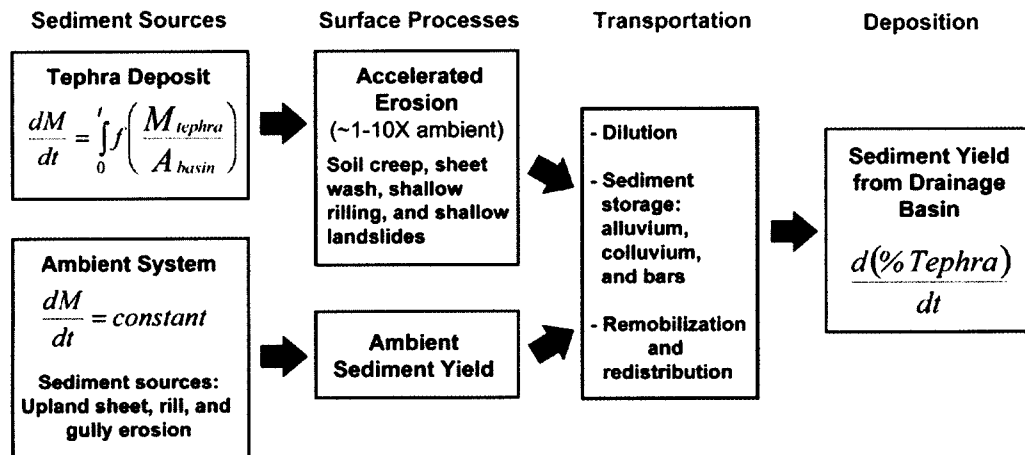 Sediment Sources
Surface Processes
Transportation
Deposition
Tephra Deposit
dM/dt = ∫₀ᵗ f(M tephra / A basin)
Ambient System
dM/dt = constant
Sediment sources:
Upland sheet, rill, and
gully erosion
Accelerated
Erosion
(~1-10X ambient)
Soil creep, sheet
wash, shallow
rilling, and shallow
landslides
Ambient
Sediment Yield
- Dilution
- Sediment
storage:
alluvium,
colluvium,
and bars
- Remobilization
and
redistribution
Sediment Yield
from Drainage
Basin
d(% Tephra)/dt